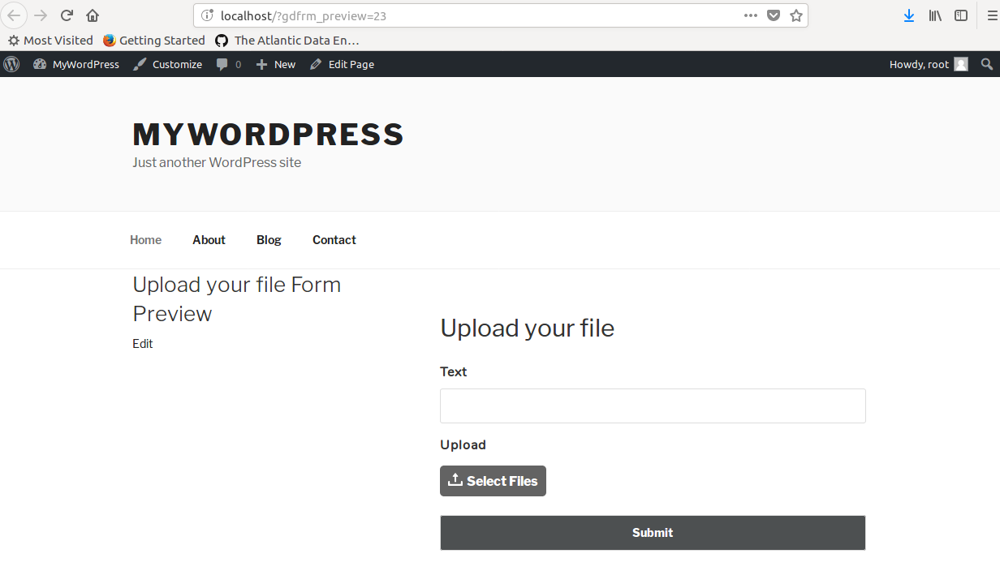 localhost/?gdfrm_preview=23
Most Visited Getting Started The Atlantic Data En…
MyWordPress Customize 0 New Edit Page Howdy, root
MYWORDPRESS
Just another WordPress site
Home About Blog Contact
Upload your file Form
Preview
Edit
Upload your file
Text
Upload
Select Files
Submit